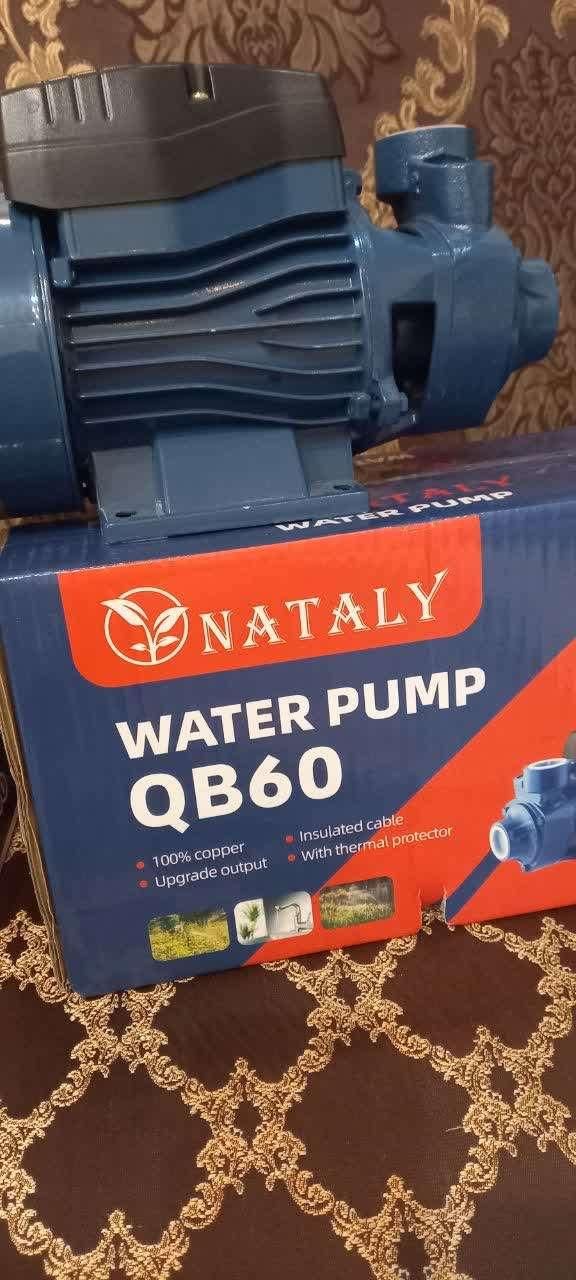 NATALY
WATER PUMP
NATALY
WATER PUMP
QB60
100% copper
Upgrade output
Insulated cable
With thermal protector